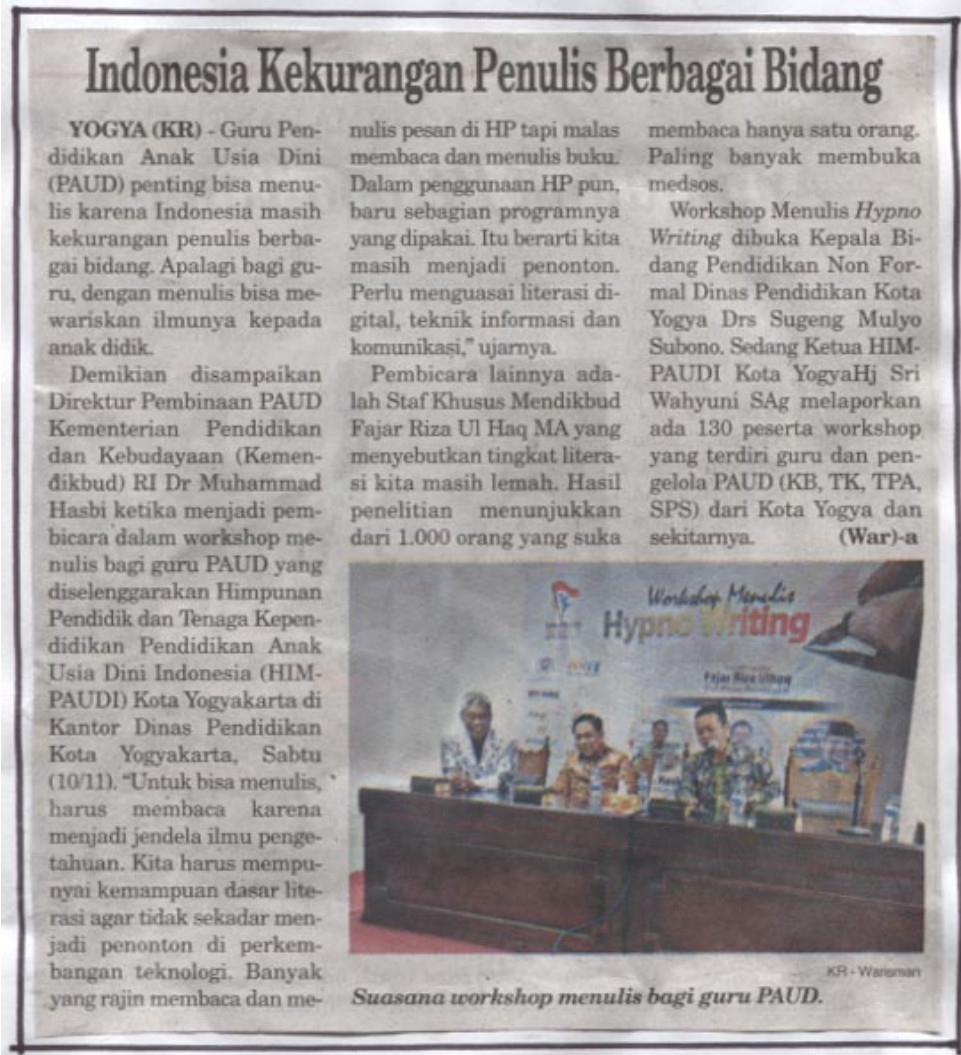 Indonesia Kekurangan Penulis Berbagai Bidang
YOGYA (KR) - Guru Pen-
didikan Anak Usia Dini
(PAUD) penting bisa menu-
lis karena Indonesia masih
kekurangan penulis berba-
gai bidang. Apalagi bagi gu-
ru, dengan menulis bisa me-
wariskan ilmunya kepada
anak didik.
Demikian disampaikan
Direktur Pembinaan PAUD
Kementerian Pendidikan
dan Kebudayaan (Kemen-
dikbud) RI Dr Muhammad
Hasbi ketika menjadi pem-
bicara dalam workshop me-
nulis bagi guru PAUD yang
diselenggarakan Himpunan
Pendidik dan Tenaga Kepen-
didikan Pendidikan Anak
Usia Dini Indonesia (HIM-
PAUDI) Kota Yogyakarta di
Kantor Dinas Pendidikan
Kota Yogyakarta, Sabtu
(10/11). "Untuk bisa menulis,
harus membaca karena
menjadi jendela ilmu penge-
tahuan. Kita harus mempu-
nyai kemampuan dasar lite-
rasi agar tidak sekadar men-
jadi penonton di perkem-
bangan teknologi. Banyak
yang rajin membaca dan me-
nulis pesan di HP tapi malas
membaca dan menulis buku.
Dalam penggunaan HP pun,
baru sebagian programnya
yang dipakai. Itu berarti kita
masih menjadi penonton.
Perlu menguasai literasi di-
gital, teknik informasi dan
komunikasi," ujarnya.
Pembicara lainnya ada-
lah Staf Khusus Mendikbud
Fajar Riza Ul Haq MA yang
menyebutkan tingkat litera-
si kita masih lemah. Hasil
penelitian menunjukkan
dari 1.000 orang yang suka
membaca hanya satu orang.
Paling banyak membuka
medsos.
Workshop Menulis Hypno
Writing dibuka Kepala Bi-
dang Pendidikan Non For-
mal Dinas Pendidikan Kota
Yogya Drs Sugeng Mulyo
Subono. Sedang Ketua HIM-
PAUDI Kota YogyaHj Sri
Wahyuni SAg melaporkan
ada 130 peserta workshop
yang terdiri guru dan pen-
gelola PAUD (KB, TK, TPA,
SPS) dari Kota Yogya dan
sekitarnya. (War)-a
Workshop Menulis
Hypno Writing
Fajar Riza Ulhaq
KR - Warisman
Suasana workshop menulis bagi guru PAUD.